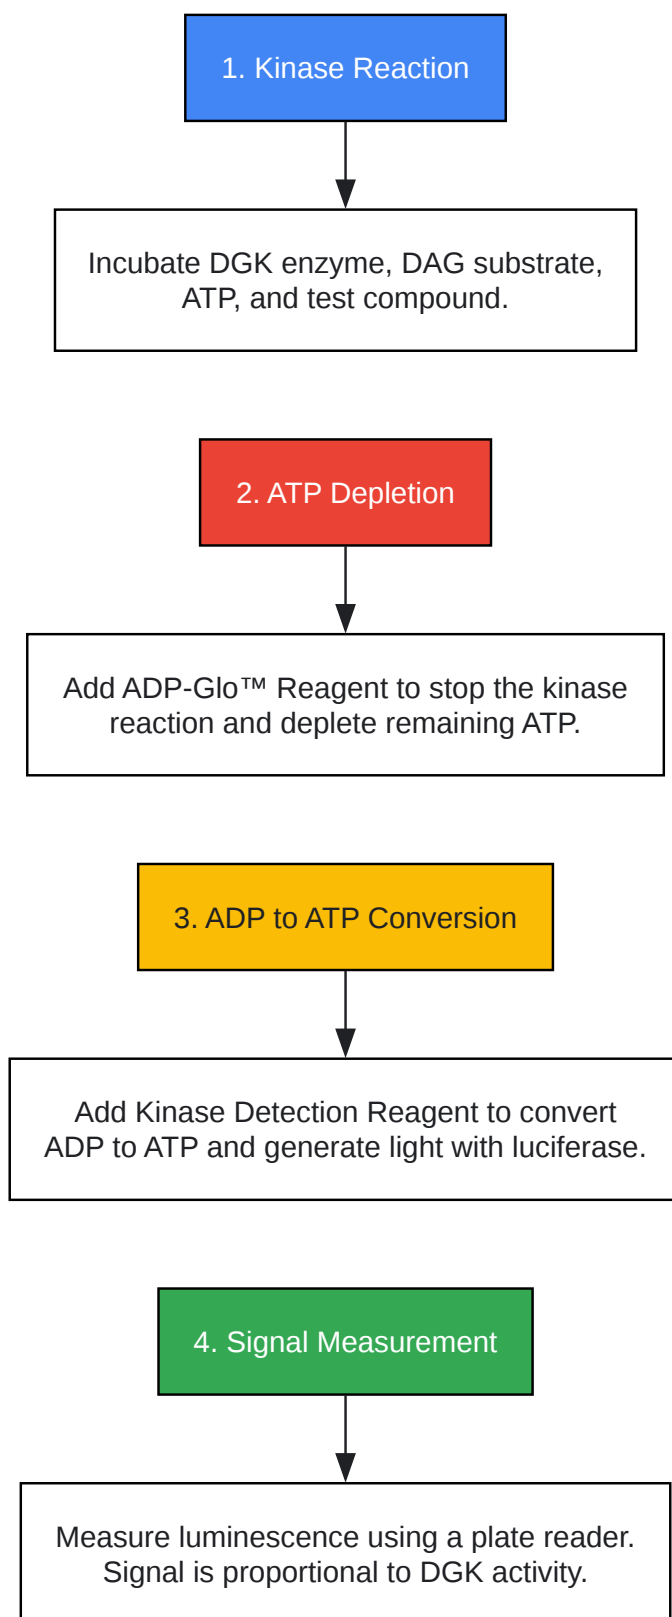 1. Kinase Reaction
Incubate DGK enzyme, DAG substrate,
ATP, and test compound.
2. ATP Depletion
Add ADP-Glo™ Reagent to stop the kinase
reaction and deplete remaining ATP.
3. ADP to ATP Conversion
Add Kinase Detection Reagent to convert
ADP to ATP and generate light with luciferase.
4. Signal Measurement
Measure luminescence using a plate reader.
Signal is proportional to DGK activity.